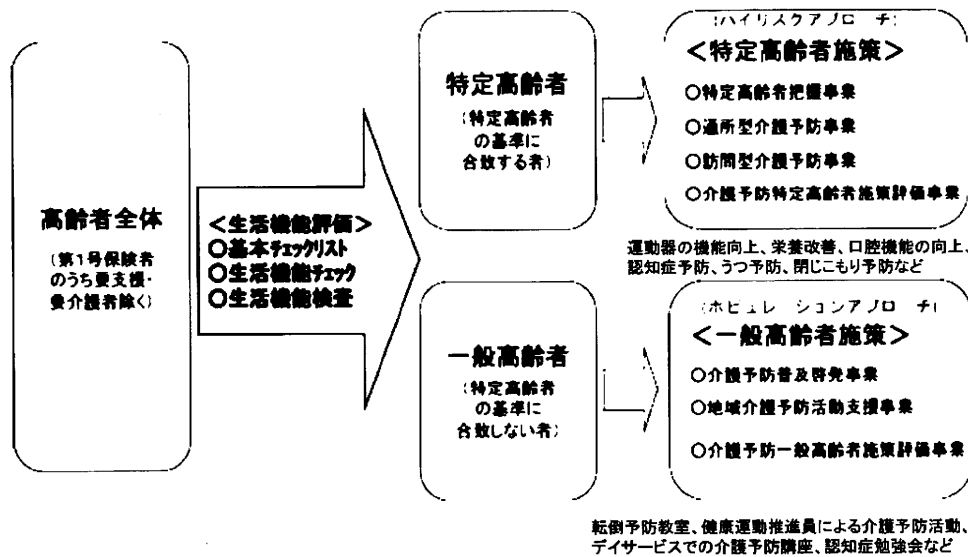 高齢者全体
(第1号保険者
のうち要支援・
要介護者除く)
<生活機能評価>
○基本チェックリスト
○生活機能チェック
○生活機能検査
特定高齢者
(特定高齢者
の基準に
合致する者)
(ハイリスクアプローチ)
<特定高齢者施策>
○特定高齢者把握事業
○通所型介護予防事業
○訪問型介護予防事業
○介護予防特定高齢者施策評価事業
運動器の機能向上、栄養改善、口腔機能の向上、
認知症予防、うつ予防、閉じこもり予防など
一般高齢者
(特定高齢者
の基準に
合致しない者)
(ポピュレーションアプローチ)
<一般高齢者施策>
○介護予防普及啓発事業
○地域介護予防活動支援事業
○介護予防一般高齢者施策評価事業
転倒予防教室、健康運動推進員による介護予防活動、
デイサービスでの介護予防講座、認知症勉強会など